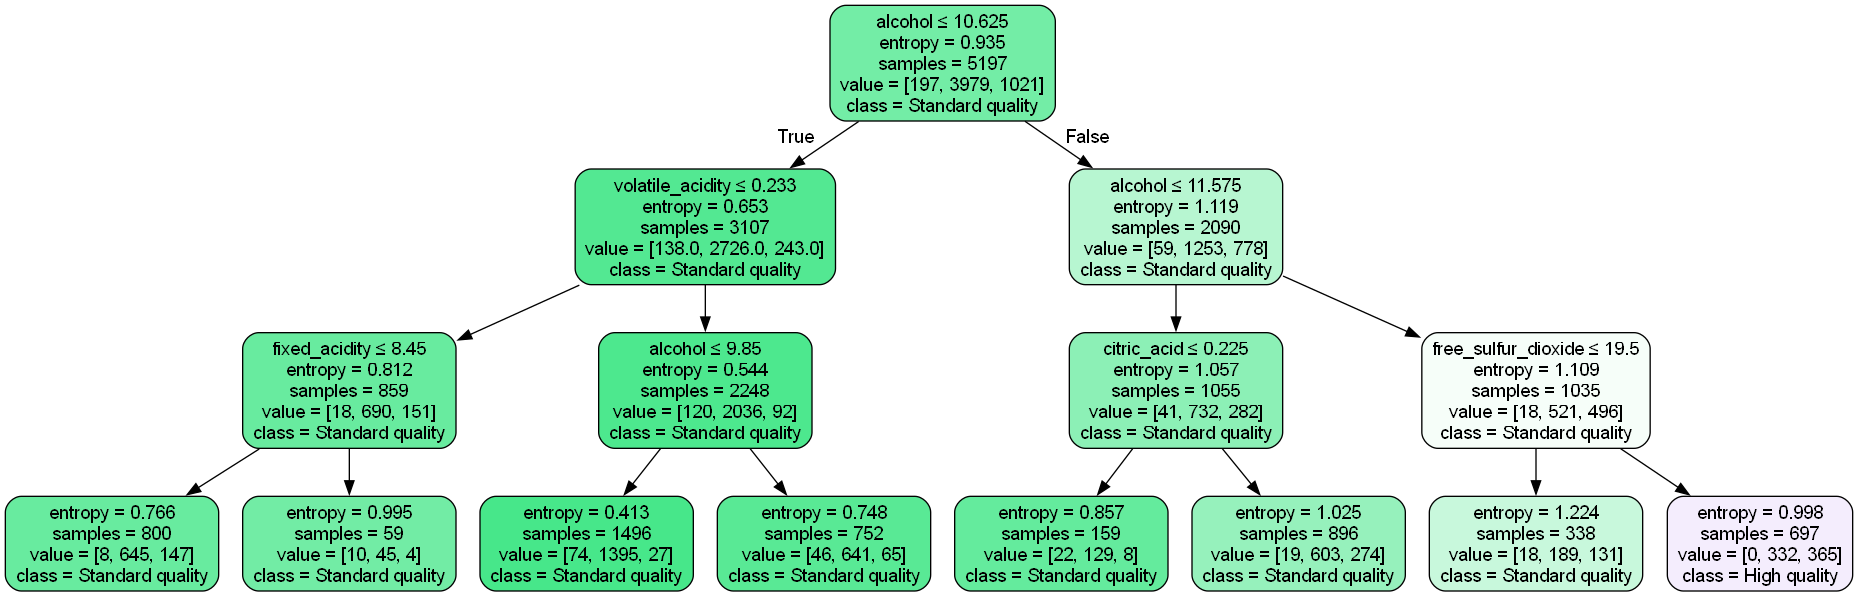 alcohol ≤ 10.625
entropy = 0.935
samples = 5197
value = [197, 3979, 1021]
class = Standard quality
True
False
volatile_acidity ≤ 0.233
entropy = 0.653
samples = 3107
value = [138.0, 2726.0, 243.0]
class = Standard quality
alcohol ≤ 11.575
entropy = 1.119
samples = 2090
value = [59, 1253, 778]
class = Standard quality
fixed_acidity ≤ 8.45
entropy = 0.812
samples = 859
value = [18, 690, 151]
class = Standard quality
alcohol ≤ 9.85
entropy = 0.544
samples = 2248
value = [120, 2036, 92]
class = Standard quality
citric_acid ≤ 0.225
entropy = 1.057
samples = 1055
value = [41, 732, 282]
class = Standard quality
free_sulfur_dioxide ≤ 19.5
entropy = 1.109
samples = 1035
value = [18, 521, 496]
class = Standard quality
entropy = 0.766
samples = 800
value = [8, 645, 147]
class = Standard quality
entropy = 0.995
samples = 59
value = [10, 45, 4]
class = Standard quality
entropy = 0.413
samples = 1496
value = [74, 1395, 27]
class = Standard quality
entropy = 0.748
samples = 752
value = [46, 641, 65]
class = Standard quality
entropy = 0.857
samples = 159
value = [22, 129, 8]
class = Standard quality
entropy = 1.025
samples = 896
value = [19, 603, 274]
class = Standard quality
entropy = 1.224
samples = 338
value = [18, 189, 131]
class = Standard quality
entropy = 0.998
samples = 697
value = [0, 332, 365]
class = High quality